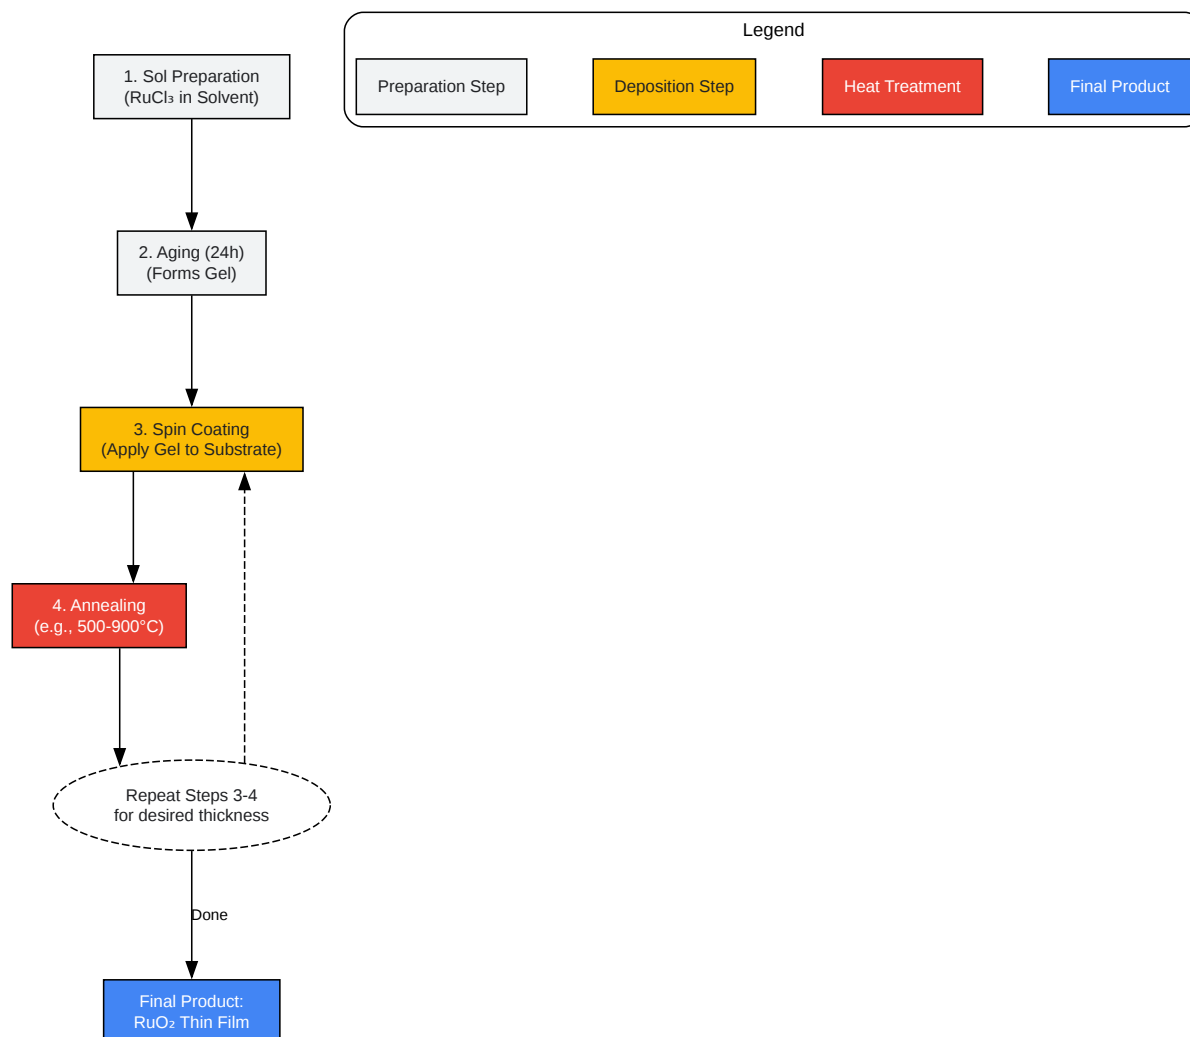 Legend
Preparation Step
Deposition Step
Heat Treatment
Final Product
1. Sol Preparation
(RuCl₃ in Solvent)
2. Aging (24h)
(Forms Gel)
3. Spin Coating
(Apply Gel to Substrate)
4. Annealing
(e.g., 500-900°C)
Repeat Steps 3-4
for desired thickness
Done
Final Product:
RuO₂ Thin Film